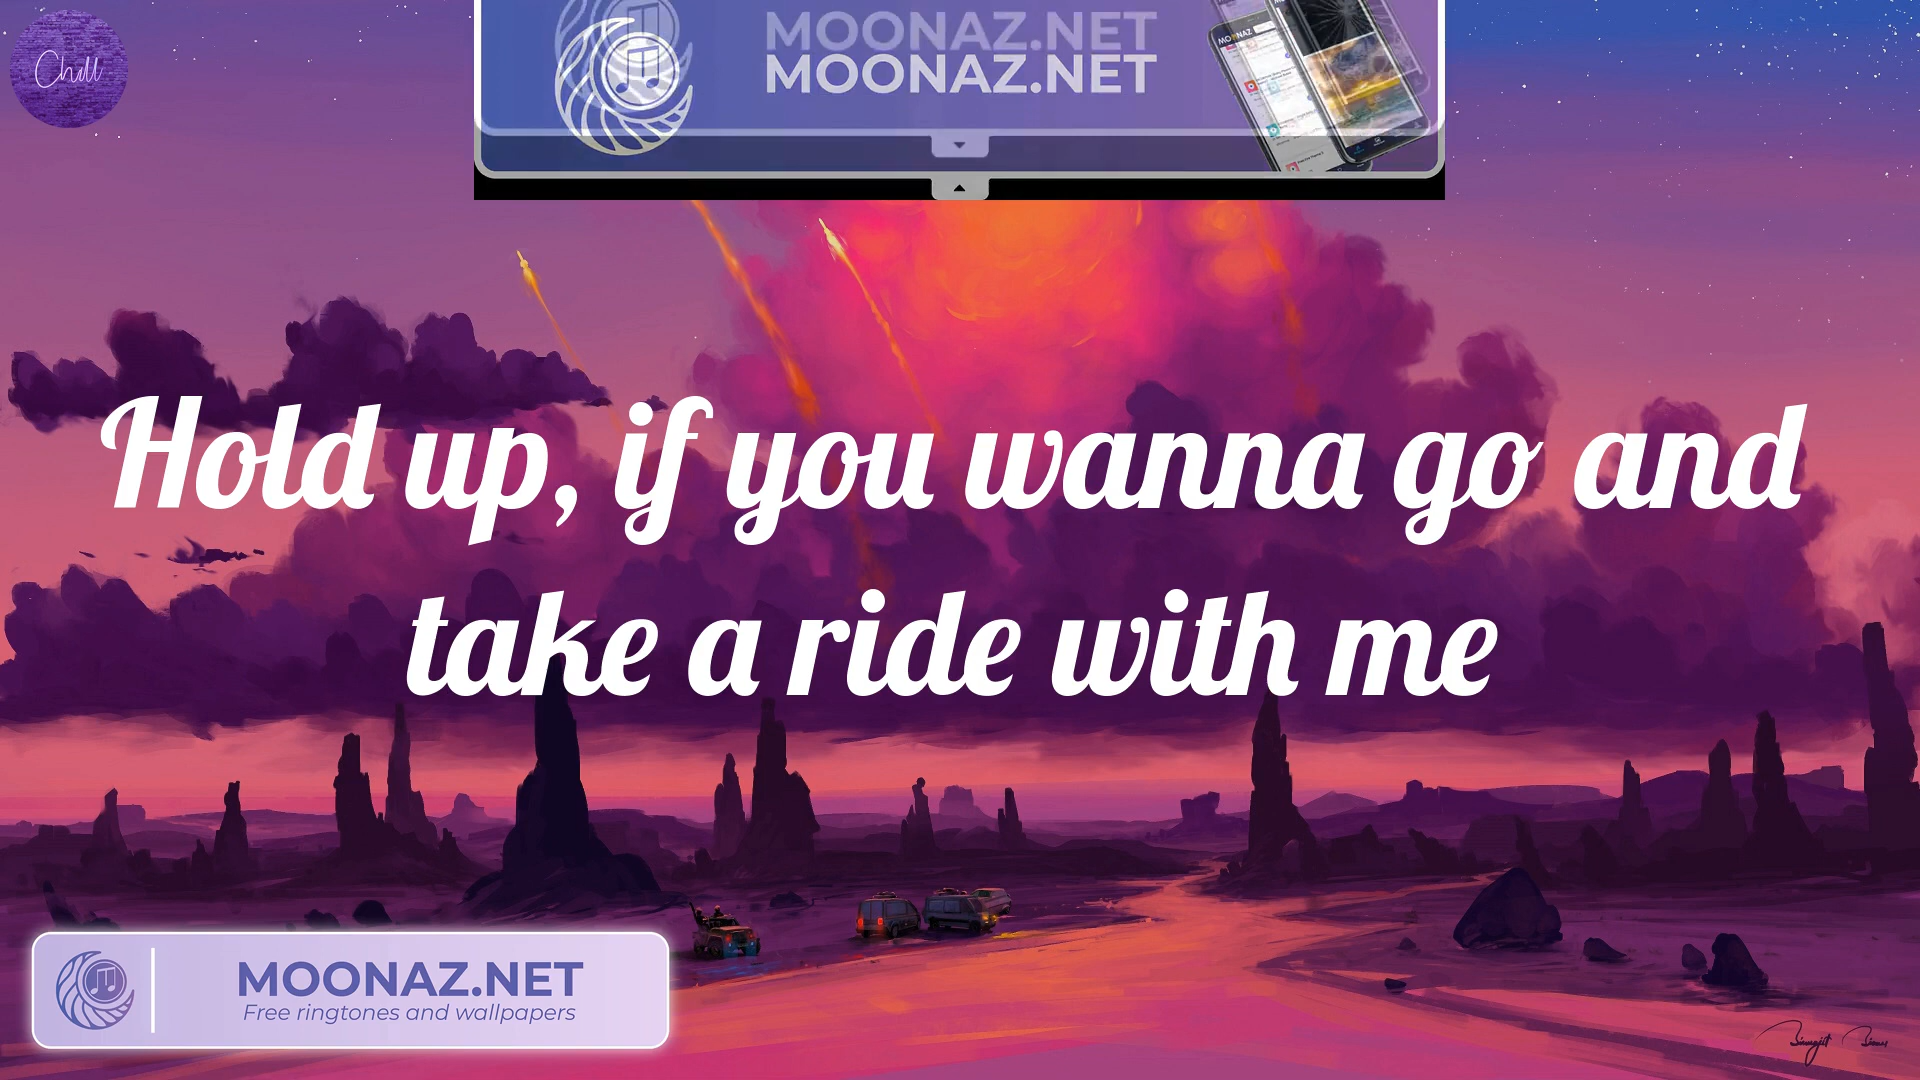 Chill
MOONAZ.NET
MOONAZ.NET
MOONAZ
Hold up, if you wanna go and
take a ride with me
MOONAZ.NET
Free ringtones and wallpapers